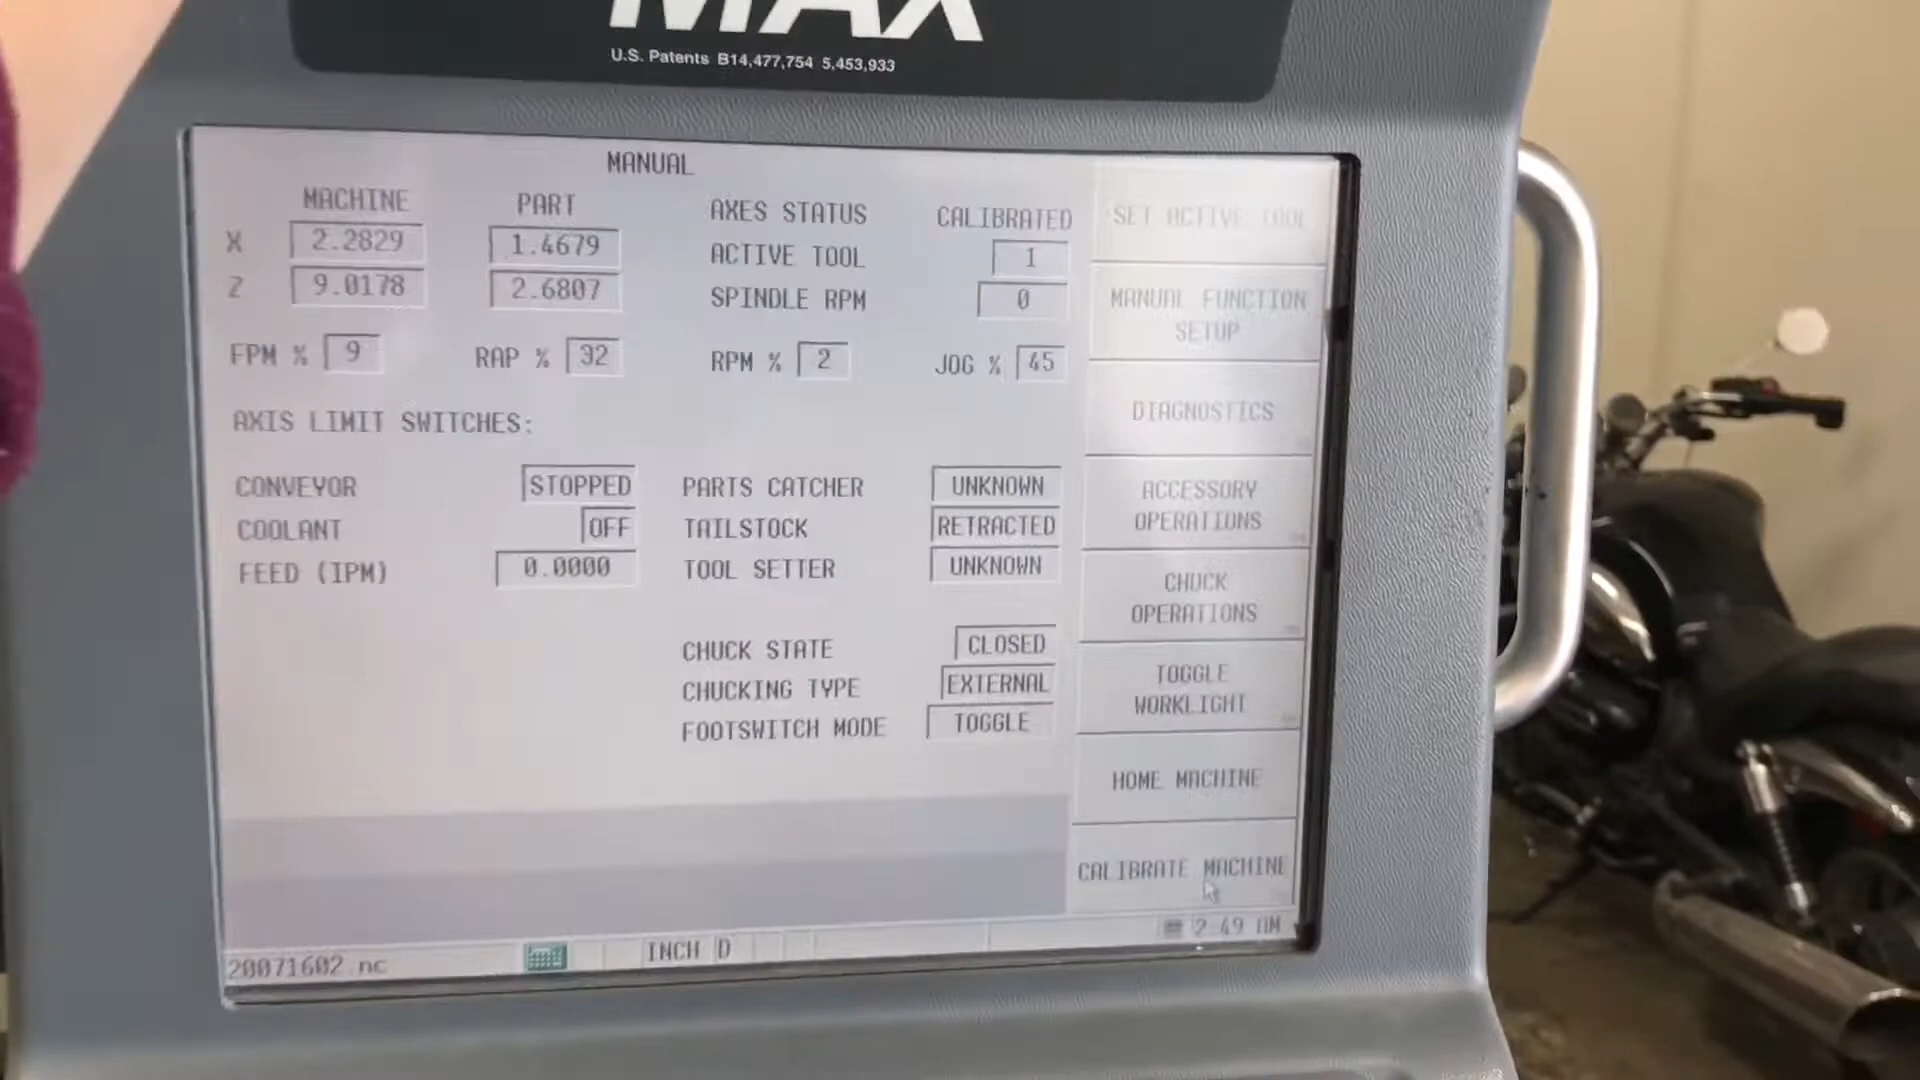 MAX
U.S. Patents B14,477,754 5,453,933
MANUAL
MACHINE PART AXES STATUS CALIBRATED
X 2.2829 1.4679 ACTIVE TOOL 1
Z 9.0178 2.6807 SPINDLE RPM 0
FPM % 9 RAP % 32 RPM % 2 JOG % 45
AXIS LIMIT SWITCHES:
CONVEYOR STOPPED PARTS CATCHER UNKNOWN
COOLANT OFF TAILSTOCK RETRACTED
FEED (IPM) 0.0000 TOOL SETTER UNKNOWN
CHUCK STATE CLOSED
CHUCKING TYPE EXTERNAL
FOOTSWITCH MODE TOGGLE
SET ACTIVE TOOL
MANUAL FUNCTION
SETUP
DIAGNOSTICS
ACCESSORY
OPERATIONS
CHUCK
OPERATIONS
TOGGLE
WORKLIGHT
HOME MACHINE
CALIBRATE MACHINE
20071602.nc INCH D 2:49 AM